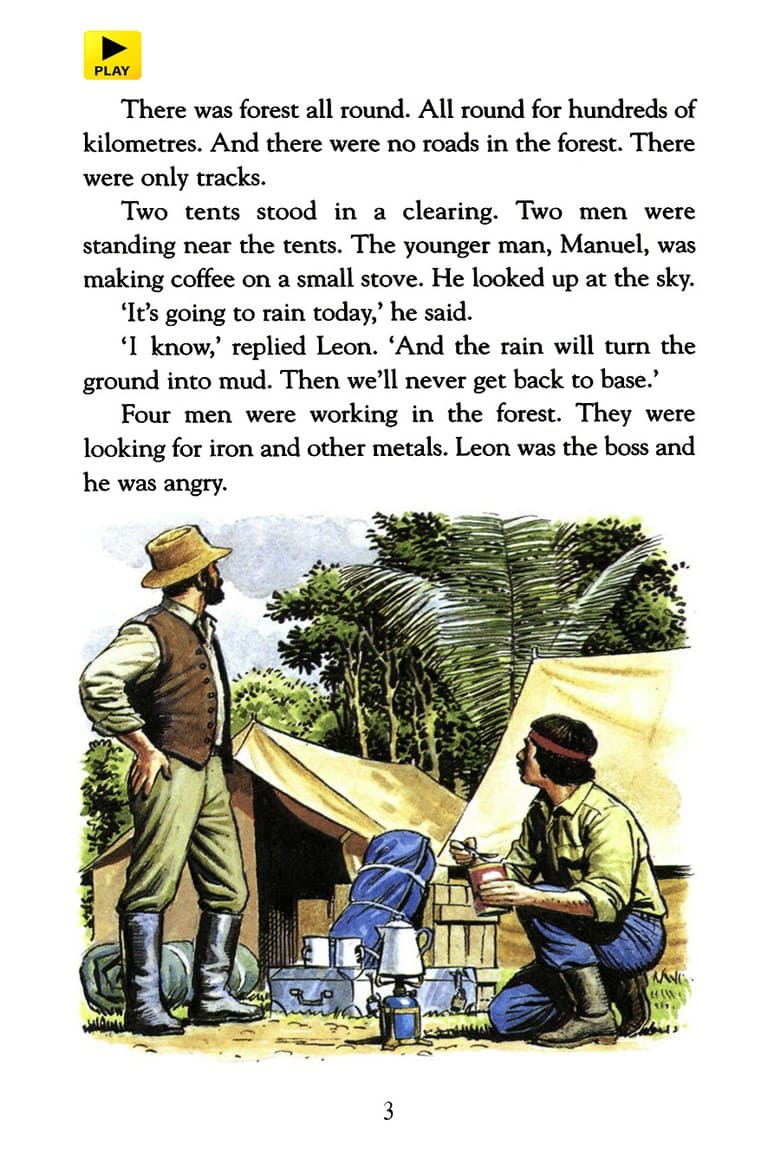 PLAY
There was forest all round. All round for hundreds of
kilometres. And there were no roads in the forest. There
were only tracks.
Two tents stood in a clearing. Two men were
standing near the tents. The younger man, Manuel, was
making coffee on a small stove. He looked up at the sky.
‘It’s going to rain today,’ he said.
‘I know,’ replied Leon. ‘And the rain will turn the
ground into mud. Then we’ll never get back to base.’
Four men were working in the forest. They were
looking for iron and other metals. Leon was the boss and
he was angry.
3